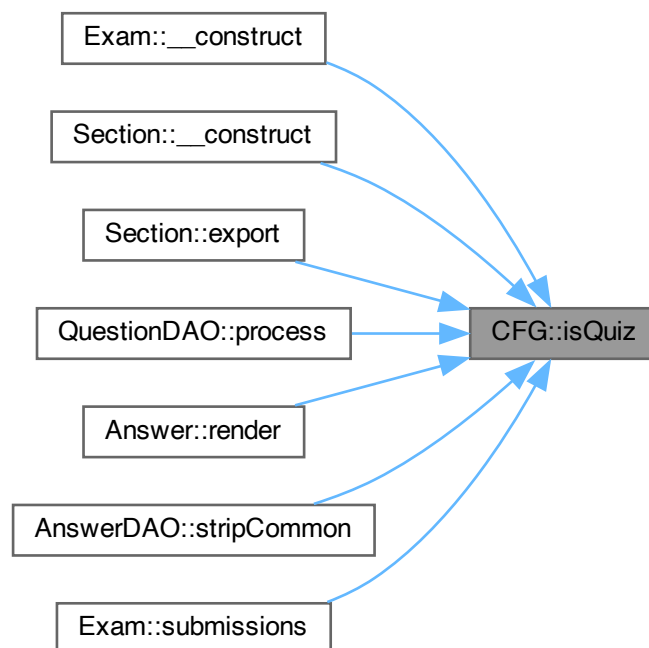 Exam::__construct
Section::__construct
Section::export
QuestionDAO::process
CFG::isQuiz
Answer::render
AnswerDAO::stripCommon
Exam::submissions